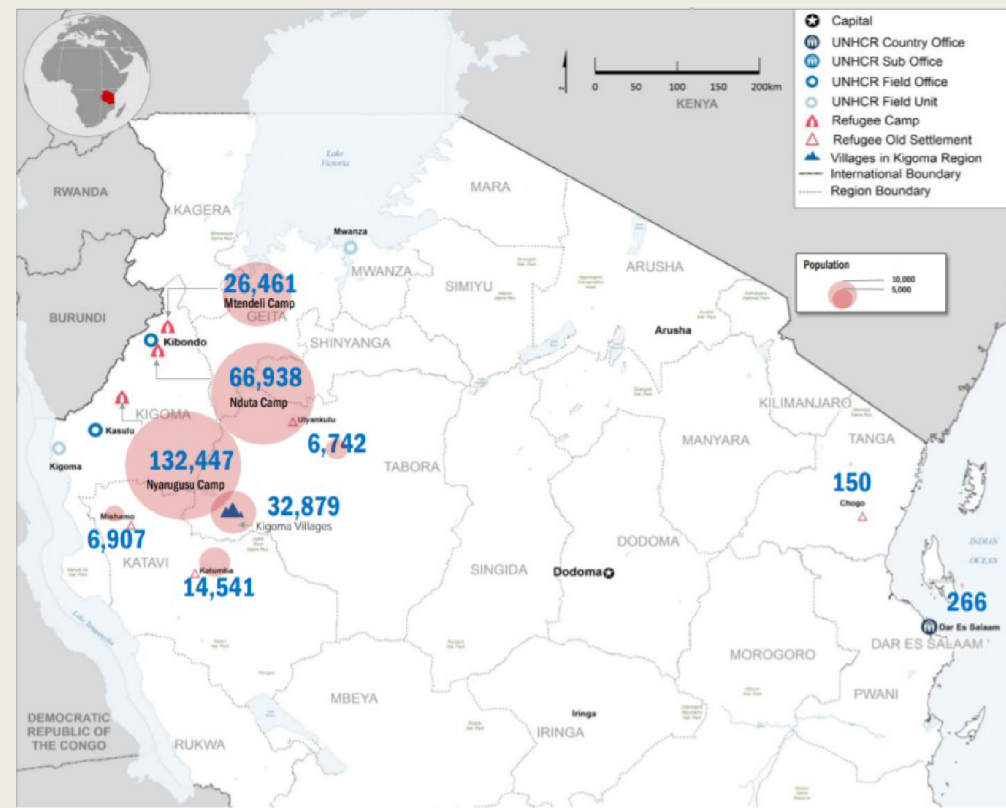 Capital
UNHCR Country Office
UNHCR Sub Office
UNHCR Field Office
UNHCR Field Unit
Refugee Camp
Refugee Old Settlement
Villages in Kigoma Region
International Boundary
Region Boundary
0 50 100 150 200km
KENYA
Population
10,000
5,000
Lake
Victoria
RWANDA
KAGERA
MARA
Mwanza
MWANZA
SIMIYU
ARUSHA
BURUNDI
26,461
Mtendeli Camp
GEITA
Kibondo
SHINYANGA
Arusha
66,938
Nduta Camp
KILIMANJARO
KIGOMA
Ulyankulu
6,742
Kasulu
MANYARA
TANGA
Kigoma
132,447
Nyarugusu Camp
TABORA
150
Chogo
32,879
Kigoma Villages
Mishamo
6,907
KATAVI
Katumba
14,541
SINGIDA
DODOMA
Dodoma
INDIAN
OCEAN
266
Dar Es Salaam
DAR ES SALAAM
Lake Tanganyika
MOROGORO
PWANI
MBEYA
Iringa
IRINGA
DEMOCRATIC
REPUBLIC OF
THE CONGO
RUKWA